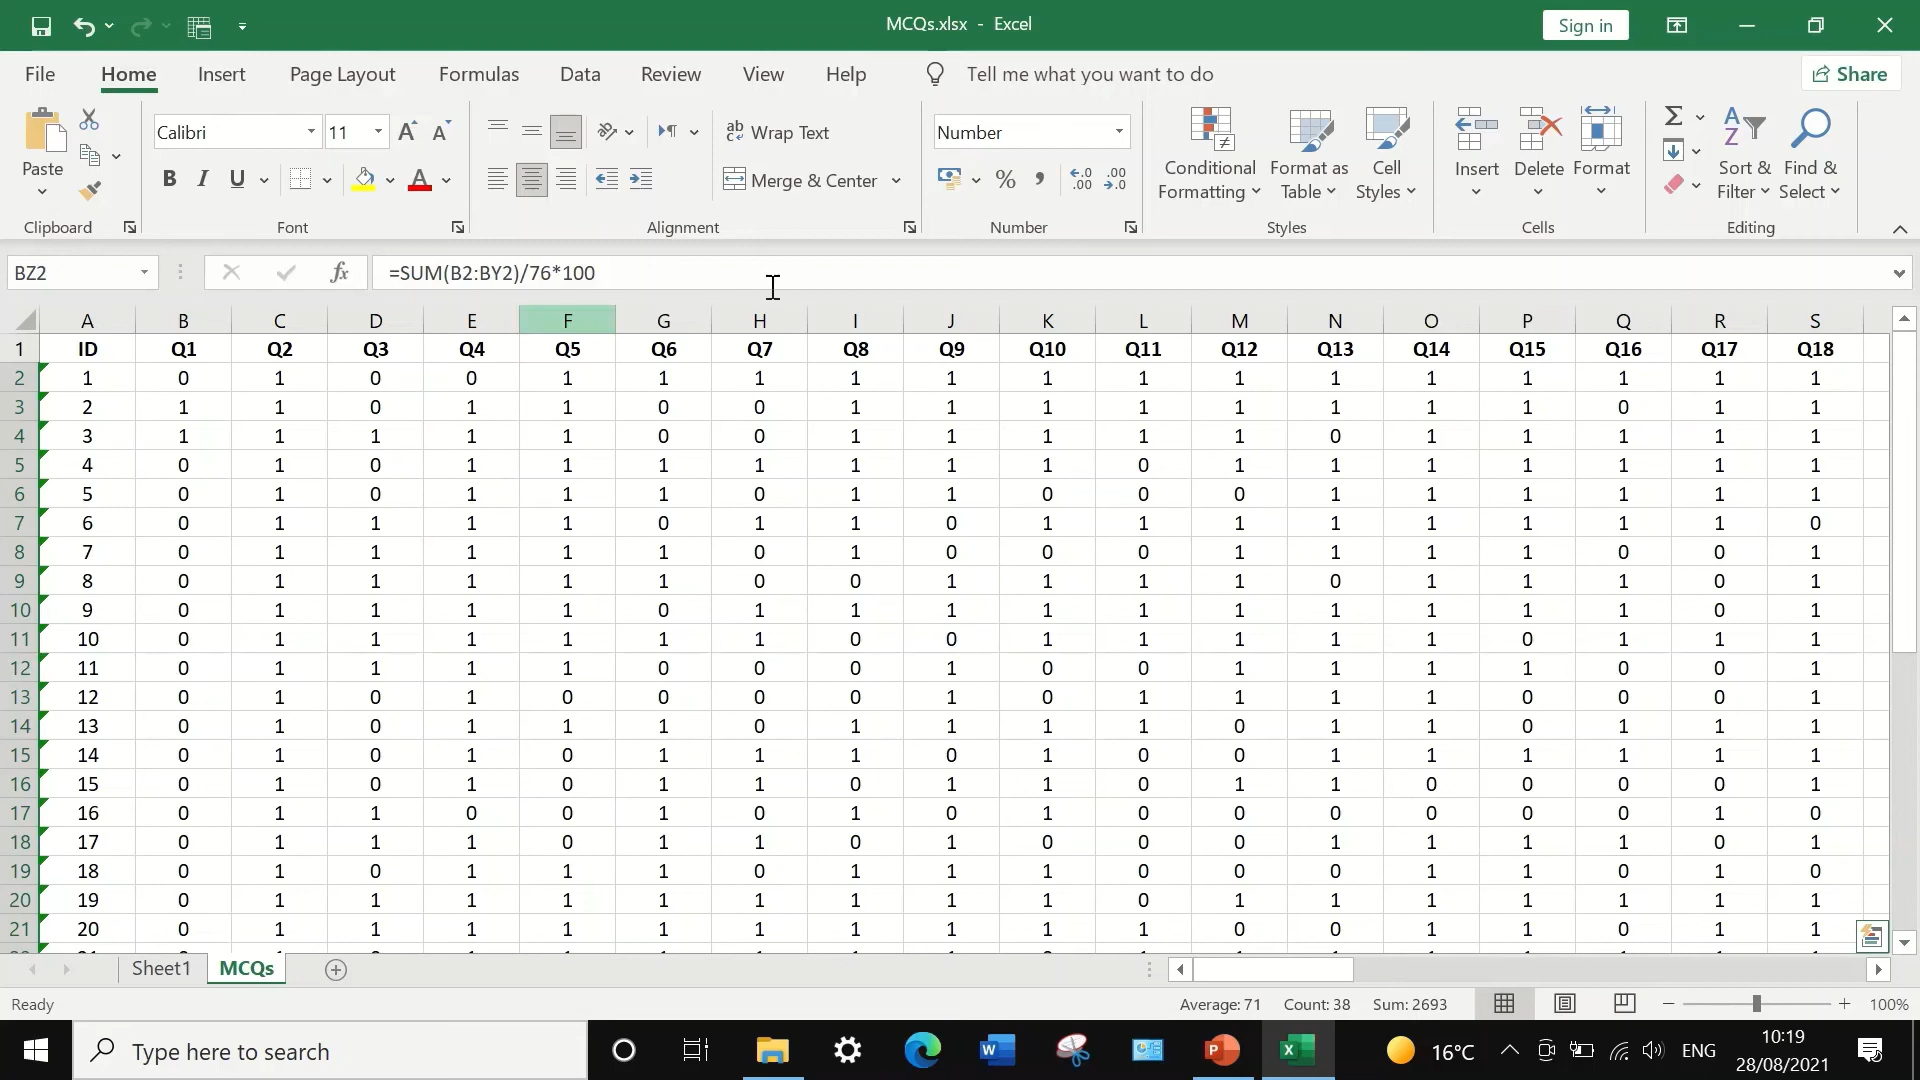 MCQs.xlsx - Excel
Sign in
File Home Insert Page Layout Formulas Data Review View Help Tell me what you want to do Share
Paste
Calibri 11
Wrap Text
Number
B I U A
Merge & Center
% , .00
Conditional Formatting
Format as Table
Cell Styles
Insert Delete Format
Sort & Filter
Find & Select
Clipboard Font Alignment Number Styles Cells Editing
BZ2 fx =SUM(B2:BY2)/76*100
A B C D E F G H I J K L M N O P Q R S
1 ID Q1 Q2 Q3 Q4 Q5 Q6 Q7 Q8 Q9 Q10 Q11 Q12 Q13 Q14 Q15 Q16 Q17 Q18
2 1 0 1 0 0 1 1 1 1 1 1 1 1 1 1 1 1 1 1
3 2 1 1 0 1 1 0 0 1 1 1 1 1 1 1 1 0 1 1
4 3 1 1 1 1 1 0 0 1 1 1 1 1 0 1 1 1 1 1
5 4 0 1 0 1 1 1 1 1 1 1 0 1 1 1 1 1 1 1
6 5 0 1 0 1 1 1 0 1 1 0 0 0 1 1 1 1 1 1
7 6 0 1 1 1 1 0 1 1 0 1 1 1 1 1 1 1 1 0
8 7 0 1 1 1 1 1 0 1 0 0 0 1 1 1 1 0 0 1
9 8 0 1 1 1 1 1 0 0 1 1 1 1 0 1 1 1 0 1
10 9 0 1 1 1 1 0 1 1 1 1 1 1 1 1 1 1 0 1
11 10 0 1 1 1 1 1 1 0 0 1 1 1 1 1 0 1 1 1
12 11 0 1 1 1 1 0 0 0 1 0 0 1 1 1 1 0 0 1
13 12 0 1 0 1 0 0 0 0 1 0 1 1 1 1 0 0 0 1
14 13 0 1 0 1 1 1 0 1 1 1 1 0 1 1 0 1 1 1
15 14 0 1 0 1 0 1 1 1 0 1 0 0 1 1 1 1 1 1
16 15 0 1 0 1 0 1 1 0 1 1 0 1 1 0 0 0 0 1
17 16 0 1 1 0 0 1 0 1 0 1 0 0 0 0 0 0 1 0
18 17 0 1 1 1 0 1 1 0 1 0 0 0 1 1 1 1 0 1
19 18 0 1 0 1 1 1 0 1 1 1 0 0 0 1 1 0 1 0
20 19 0 1 1 1 1 1 1 1 1 1 0 1 1 1 1 1 1 1
21 20 0 1 1 1 1 1 1 1 1 1 1 0 0 1 1 0 1 1
Sheet1 MCQs
Ready Average: 71 Count: 38 Sum: 2693 100%
Type here to search 16°C ENG 10:19
28/08/2021